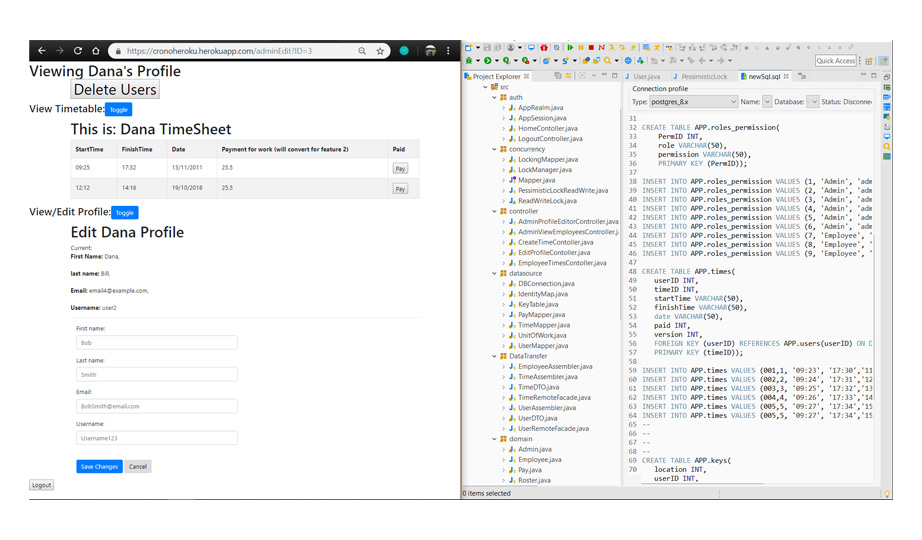 https://cronoheroku.herokuapp.com/adminEdit?ID=3
Viewing Dana's Profile
Delete Users
View Timetable: Toggle
This is: Dana TimeSheet
StartTime FinishTime Date Payment for work (will convert for feature 2) Paid
09:25 17:32 13/11/2011 25.5 Pay
12:12 14:16 19/10/2018 25.5 Pay
View/Edit Profile: Toggle
Edit Dana Profile
Current:
First Name: Dana,
last name: Bill,
Email: email4@example.com,
Username: user2
First name:
Bob
Last name:
Smith
Email:
BobSmith@email.com
Username:
Username123
Save Changes Cancel
Logout
Quick Access
Project Explorer
src
auth
AppRealm.java
AppSession.java
HomeContoller.java
LogoutController.java
concurrency
LockingMapper.java
LockManager.java
Mapper.java
PessimisticLockReadWrite.java
ReadWriteLock.java
controller
AdminProfileEditorController.java
AdminViewEmployeesController.j
CreateTimeContoller.java
EditProfileContoller.java
EmployeeTimesContoller.java
datasource
DBConnection.java
IdentityMap.java
KeyTable.java
PayMapper.java
TimeMapper.java
UnitOfWork.java
UserMapper.java
DataTransfer
EmployeeAssembler.java
TimeAssembler.java
TimeDTO.java
TimeRemoteFacade.java
UserAssembler.java
UserDTO.java
UserRemoteFacade.java
domain
Admin.java
Employee.java
Pay.java
Roster.java
0 items selected
User.java PessimisticLock newSql.sql
Connection profile
Type: postgres_8.x Name: Database: Status: Disconnec
31
32 CREATE TABLE APP.roles_permission(
33 PermID INT,
34 role VARCHAR(50),
35 permission VARCHAR(50),
36 PRIMARY KEY (PermID));
37
38 INSERT INTO APP.roles_permission VALUES (1, 'Admin', 'adm
39 INSERT INTO APP.roles_permission VALUES (2, 'Admin', 'adm
40 INSERT INTO APP.roles_permission VALUES (3, 'Admin', 'adm
41 INSERT INTO APP.roles_permission VALUES (4, 'Admin', 'adm
42 INSERT INTO APP.roles_permission VALUES (5, 'Admin', 'adm
43 INSERT INTO APP.roles_permission VALUES (6, 'Admin', 'adm
44 INSERT INTO APP.roles_permission VALUES (7, 'Employee', '
45 INSERT INTO APP.roles_permission VALUES (8, 'Employee', "
46 INSERT INTO APP.roles_permission VALUES (9, 'Employee', '
47
48 CREATE TABLE APP.times(
49 userID INT,
50 timeID INT,
51 startTime VARCHAR(50),
52 finishTime VARCHAR(50),
53 date VARCHAR(50),
54 paid INT,
55 version INT,
56 FOREIGN KEY (userID) REFERENCES APP.users(userID) ON D
57 PRIMARY KEY (timeID));
58
59 INSERT INTO APP.times VALUES (001,1, '09:23', '17:30','11
60 INSERT INTO APP.times VALUES (002,2, '09:24', '17:31','12
61 INSERT INTO APP.times VALUES (003,3, '09:25', '17:32','13
62 INSERT INTO APP.times VALUES (004,4, '09:26', '17:33','14
63 INSERT INTO APP.times VALUES (005,5, '09:27', '17:34','15
64 INSERT INTO APP.times VALUES (005,5, '09:27', '17:34','15
65 --
66 --
67 --
68 --
69 CREATE TABLE APP.keys(
70 location INT,
userID INT,